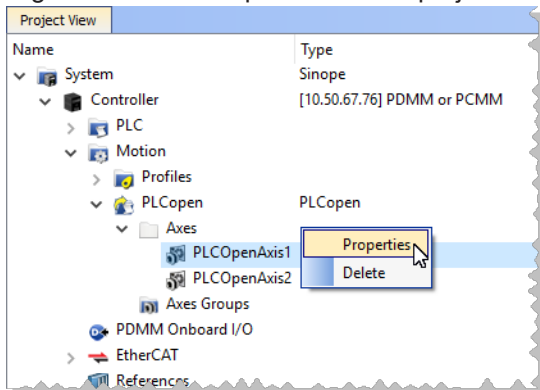 Project View
Name Type
System Sinope
Controller [10.50.67.76] PDMM or PCMM
PLC
Motion
Profiles
PLCopen PLCopen
Axes
PLCOpenAxis1 Properties
PLCOpenAxis2 Delete
Axes Groups
PDMM Onboard I/O
EtherCAT
References